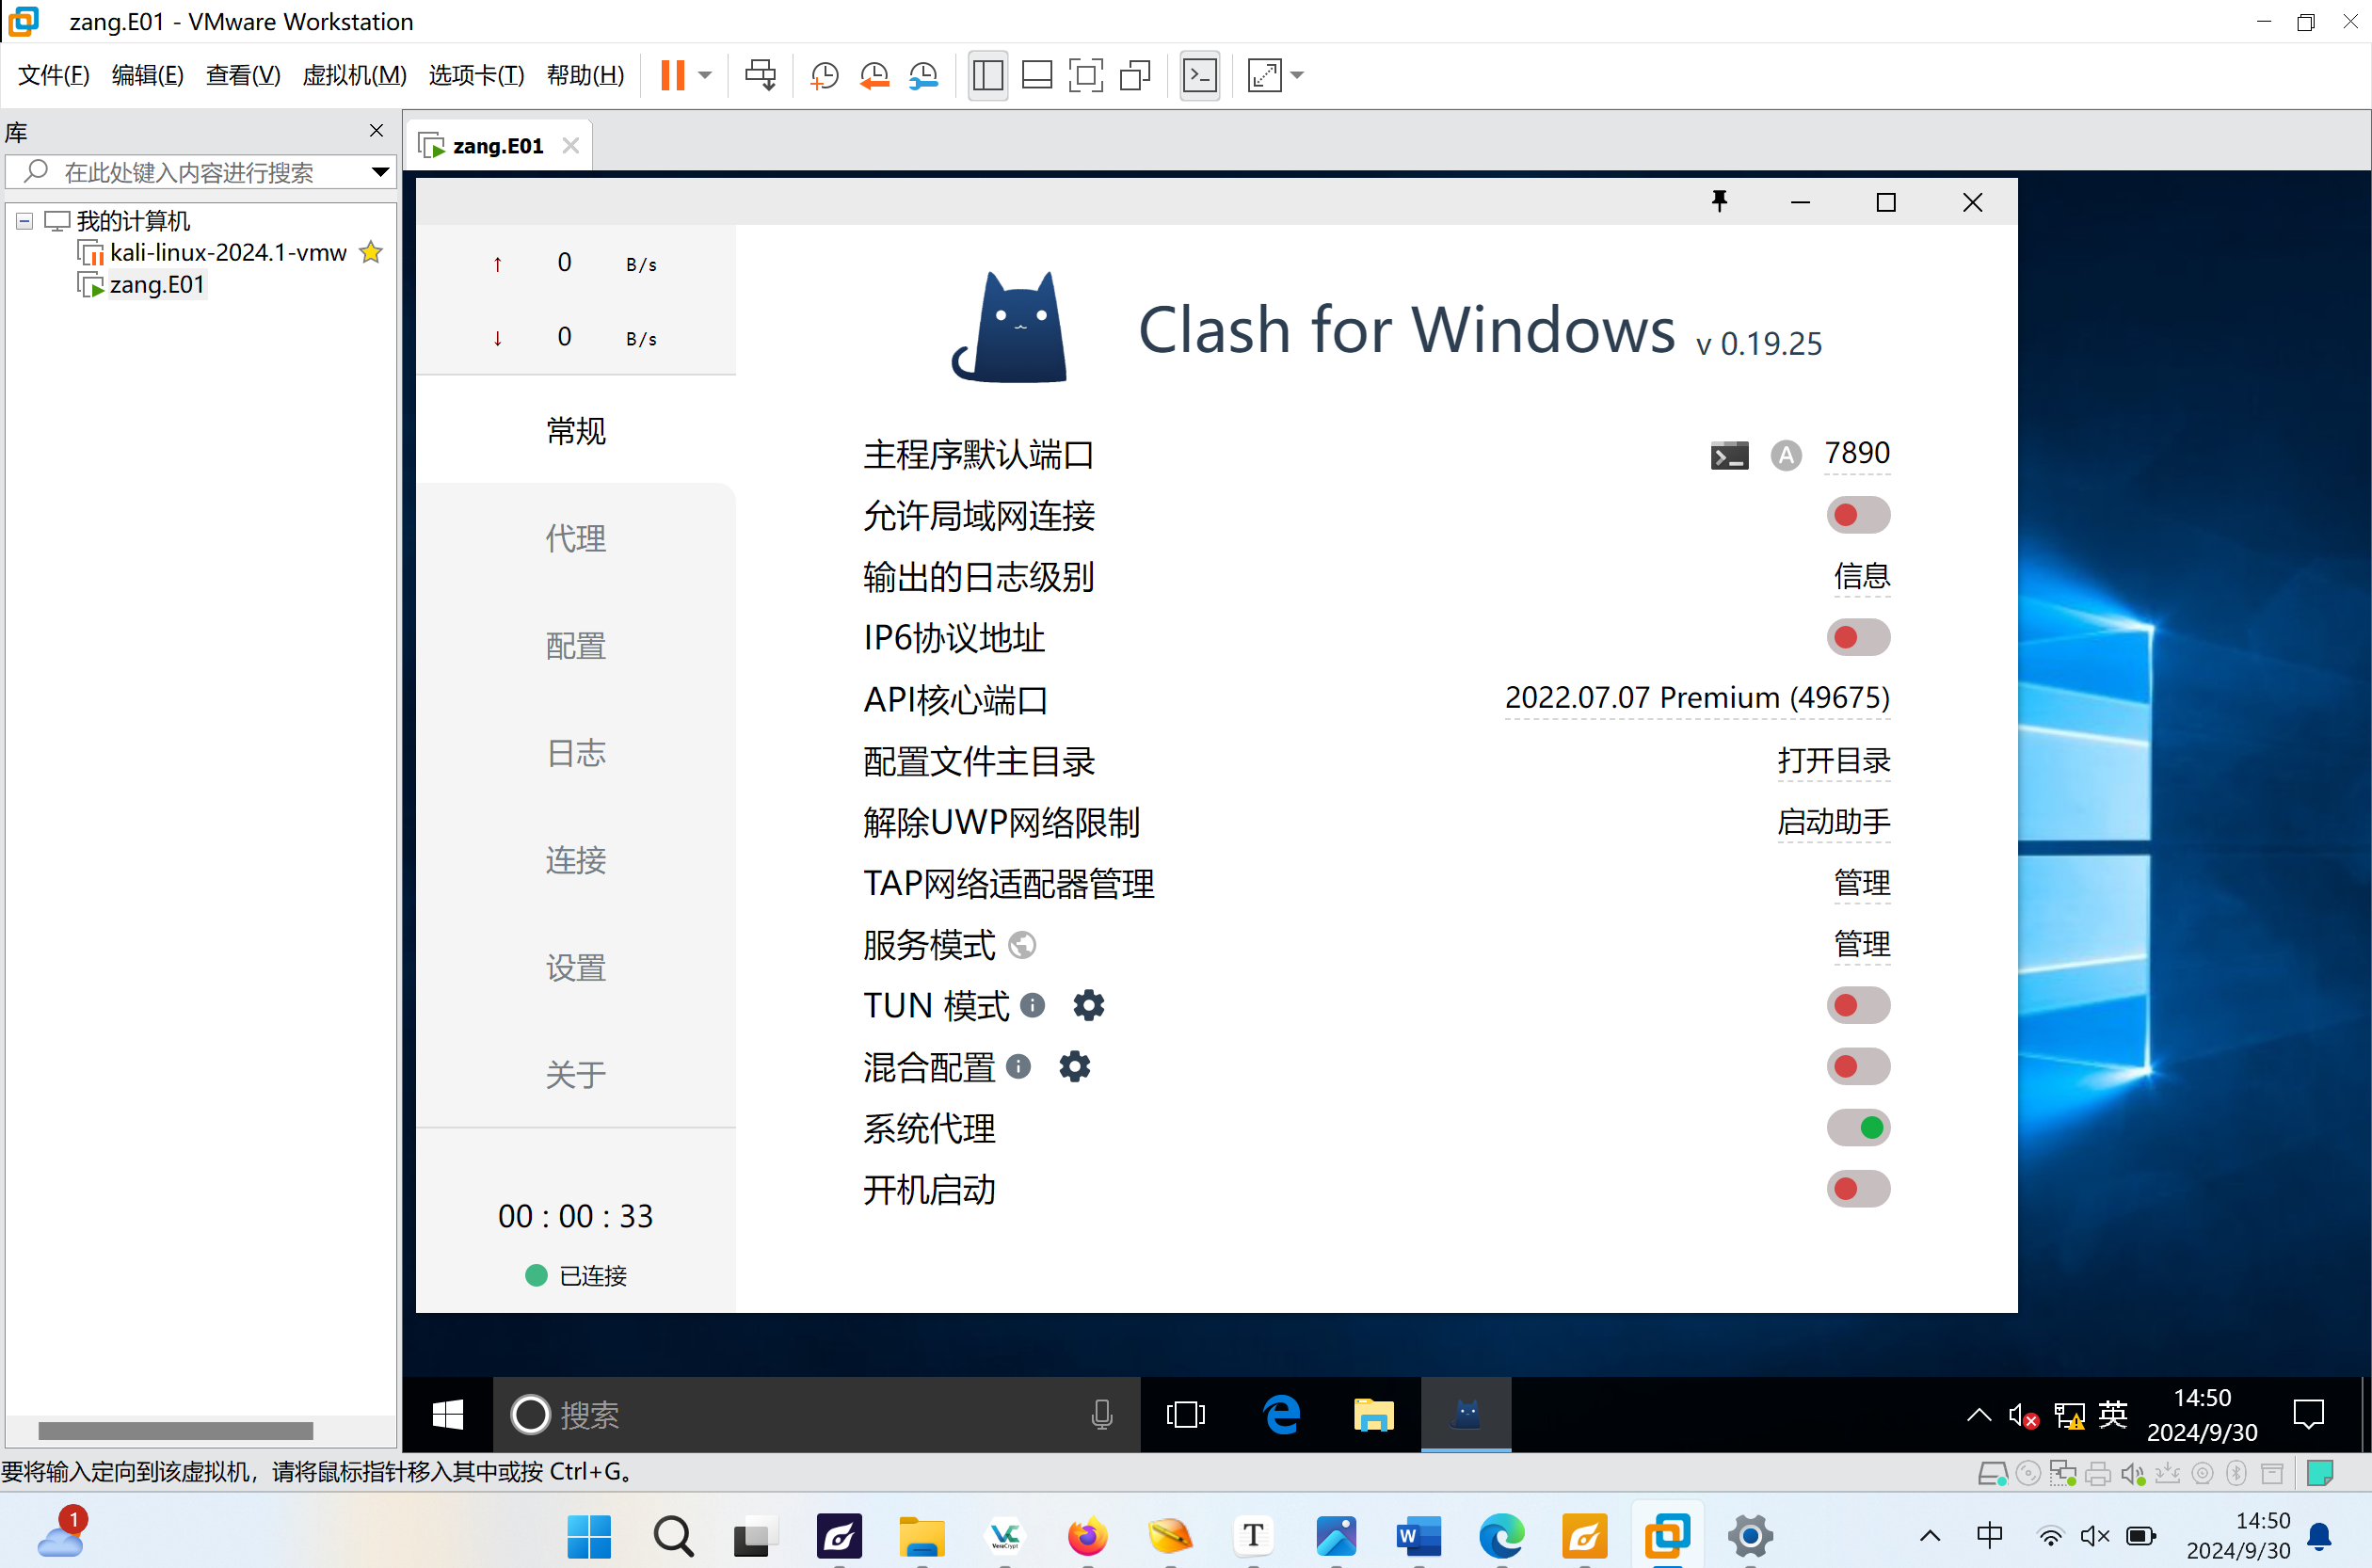 zang.E01 - VMware Workstation
文件(F) 编辑(E) 查看(V) 虚拟机(M) 选项卡(T) 帮助(H)
库
在此处键入内容进行搜索
我的计算机
kali-linux-2024.1-vmw
zang.E01
zang.E01
↑ 0 B/s
↓ 0 B/s
常规
代理
配置
日志
连接
设置
关于
00 : 00 : 33
已连接
Clash for Windows v 0.19.25
主程序默认端口 A 7890
允许局域网连接
输出的日志级别 信息
IP6协议地址
API核心端口 2022.07.07 Premium (49675)
配置文件主目录 打开目录
解除UWP网络限制 启动助手
TAP网络适配器管理 管理
服务模式 管理
TUN 模式
混合配置
系统代理
开机启动
搜索
英
14:50
2024/9/30
要将输入定向到该虚拟机，请将鼠标指针移入其中或按 Ctrl+G。
1
VC
VeraCrypt
T
W
中
14:50
2024/9/30